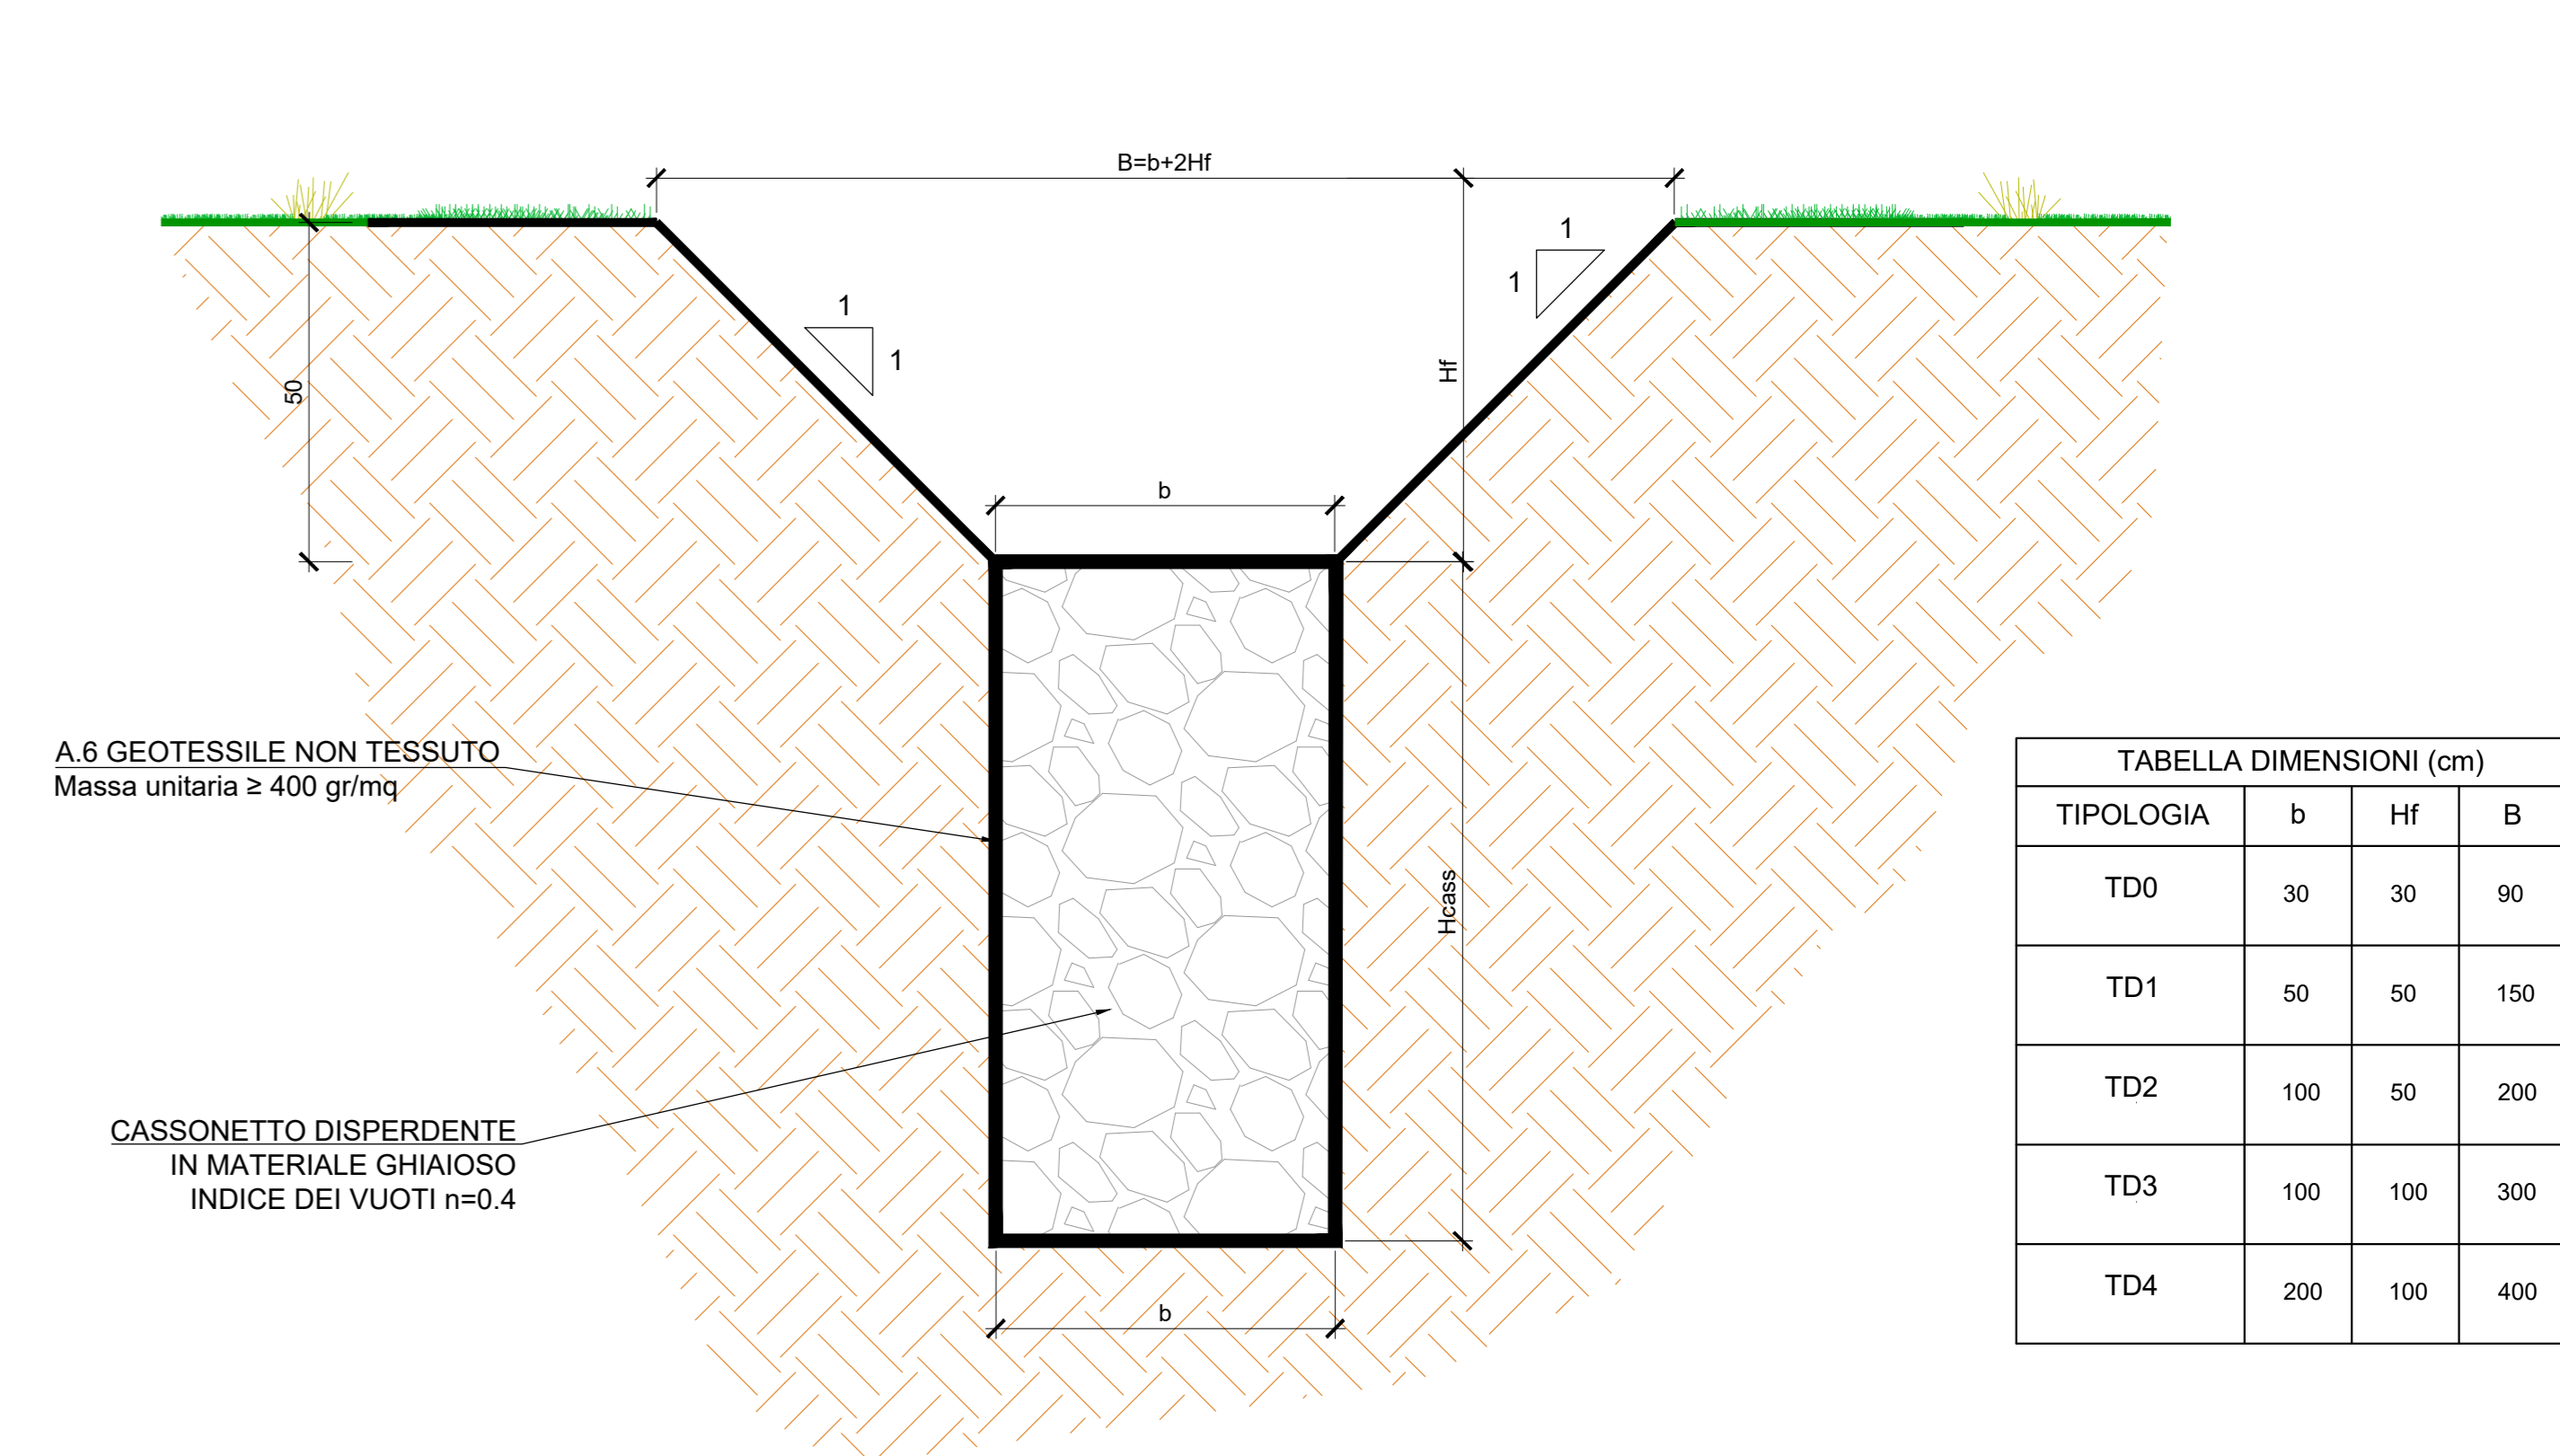 B=b+2Hf
1
1
1
1
50
Hf
b
A.6 GEOTESSILE NON TESSUTO
Massa unitaria ≥ 400 gr/mq
Hcass
CASSONETTO DISPERDENTE
IN MATERIALE GHIAIOSO
INDICE DEI VUOTI n=0.4
b
TABELLA DIMENSIONI (cm)
TIPOLOGIA b Hf B
TD0 30 30 90
TD1 50 50 150
TD2 100 50 200
TD3 100 100 300
TD4 200 100 400